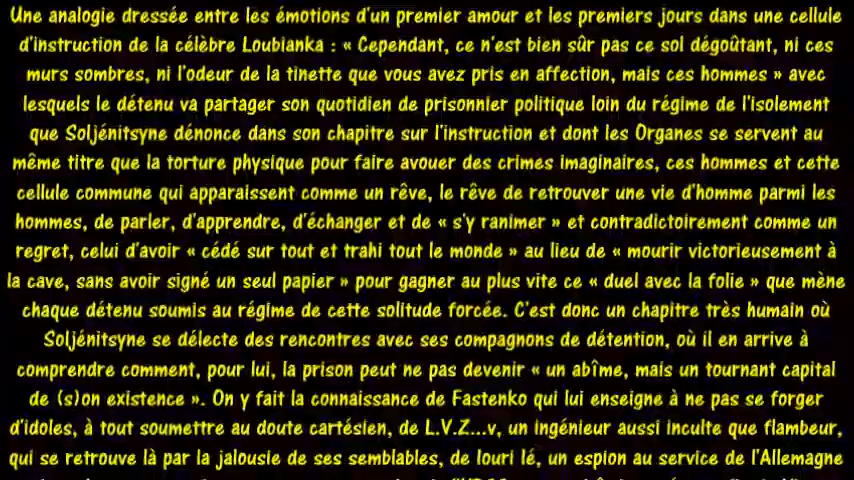 Une analogie dressée entre les émotions d'un premier amour et les premiers jours dans une cellule
d'instruction de la célèbre Loubianka : « Cependant, ce n'est bien sûr pas ce sol dégoûtant, ni ces
murs sombres, ni l'odeur de la tinette que vous avez pris en affection, mais ces hommes » avec
lesquels le détenu va partager son quotidien de prisonnier politique loin du régime de l'isolement
que Soljénitsyne dénonce dans son chapitre sur l'instruction et dont les Organes se servent au
même titre que la torture physique pour faire avouer des crimes imaginaires, ces hommes et cette
cellule commune qui apparaissent comme un rêve, le rêve de retrouver une vie d'homme parmi les
hommes, de parler, d'apprendre, d'échanger et de « s'y ranimer » et contradictoirement comme un
regret, celui d'avoir « cédé sur tout et trahi tout le monde » au lieu de « mourir victorieusement à
la cave, sans avoir signé un seul papier » pour gagner au plus vite ce « duel avec la folie » que mène
chaque détenu soumis au régime de cette solitude forcée. C'est donc un chapitre très humain où
Soljénitsyne se délecte des rencontres avec ses compagnons de détention, où il en arrive à
comprendre comment, pour lui, la prison peut ne pas devenir « un abîme, mais un tournant capital
de (s)on existence ». On y fait la connaissance de Fastenko qui lui enseigne à ne pas se forger
d'idoles, à tout soumettre au doute cartésien, de L.V.Z...v, un ingénieur aussi inculte que flambeur,
qui se retrouve là par la jalousie de ses semblables, de Iouri Ié, un espion au service de l'Allemagne